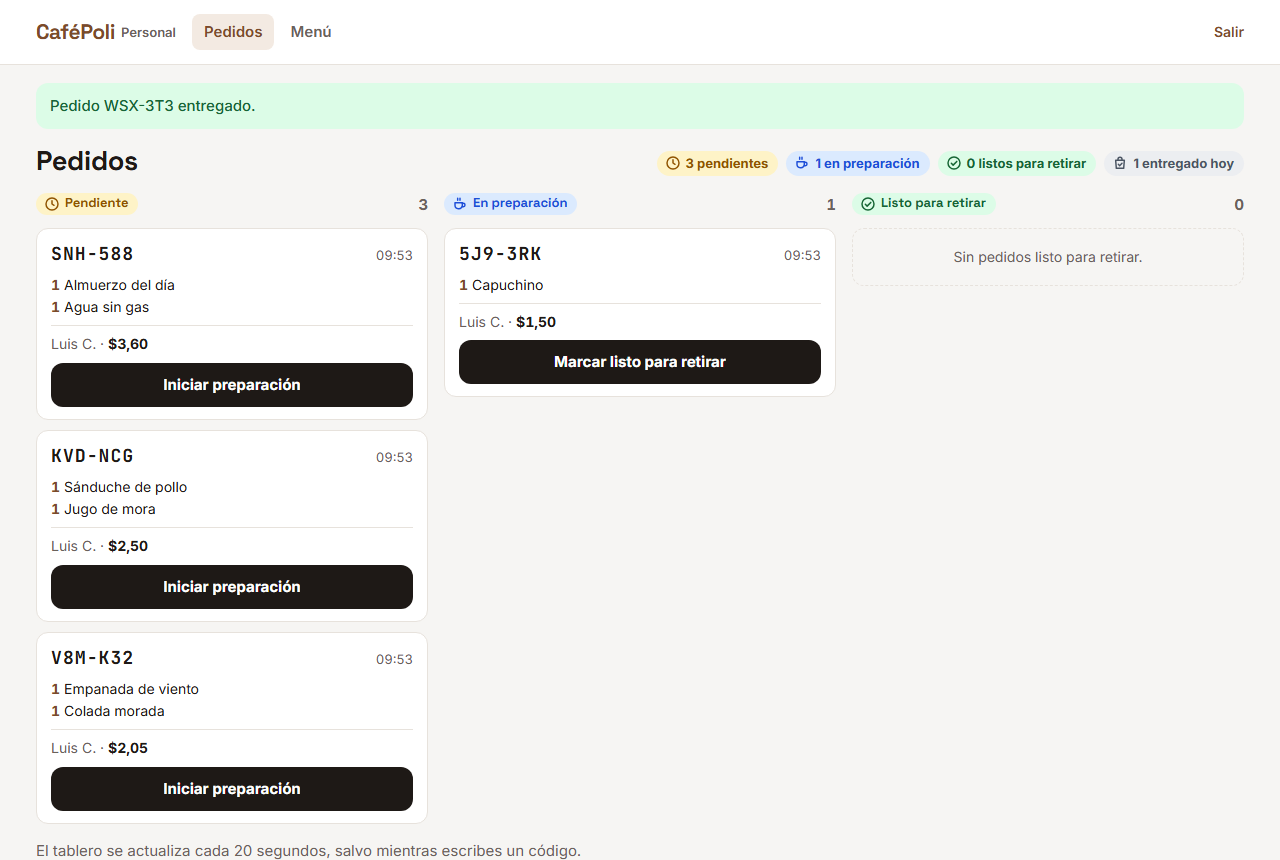 CaféPoli Personal Pedidos Menú Salir
Pedido WSX-3T3 entregado.
Pedidos
3 pendientes 1 en preparación 0 listos para retirar 1 entregado hoy
Pendiente 3
SNH-588 09:53
1 Almuerzo del día
1 Agua sin gas
Luis C. · $3,60
Iniciar preparación
KVD-NCG 09:53
1 Sánduche de pollo
1 Jugo de mora
Luis C. · $2,50
Iniciar preparación
V8M-K32 09:53
1 Empanada de viento
1 Colada morada
Luis C. · $2,05
Iniciar preparación
En preparación 1
5J9-3RK 09:53
1 Capuchino
Luis C. · $1,50
Marcar listo para retirar
Listo para retirar 0
Sin pedidos listo para retirar.
El tablero se actualiza cada 20 segundos, salvo mientras escribes un código.